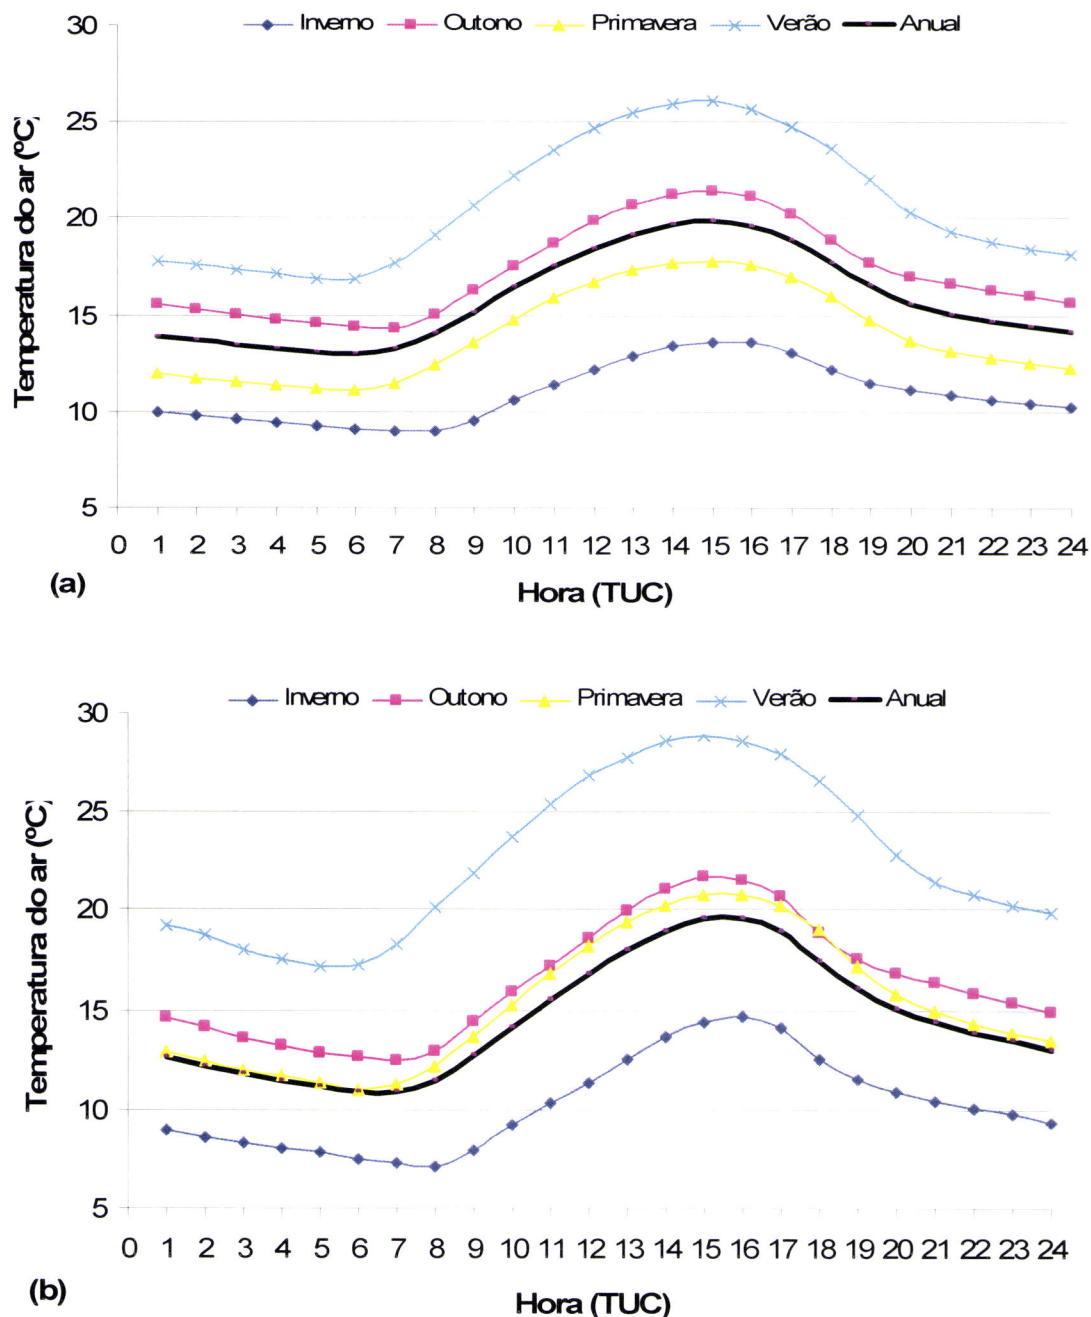 Inverno Outono Primavera Verão Anual
30
25
20
15
10
5
Temperatura do ar (ºC)
0 1 2 3 4 5 6 7 8 9 10 11 12 13 14 15 16 17 18 19 20 21 22 23 24
(a)
Hora (TUC)
Inverno Outono Primavera Verão Anual
30
25
20
15
10
5
Temperatura do ar (ºC)
0 1 2 3 4 5 6 7 8 9 10 11 12 13 14 15 16 17 18 19 20 21 22 23 24
(b)
Hora (TUC)